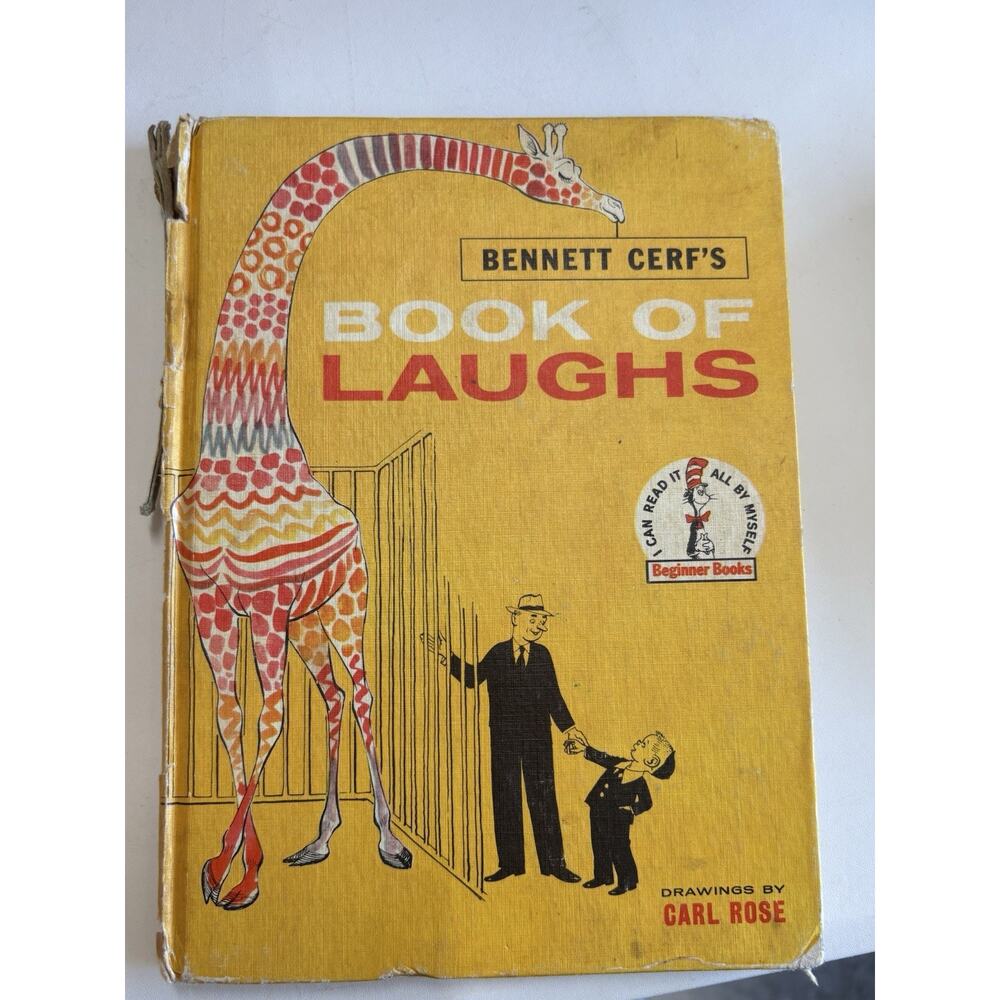 BENNETT CERF'S
BOOK OF
LAUGHS
I CAN READ IT ALL BY MYSELF
Beginner Books
DRAWINGS BY
CARL ROSE